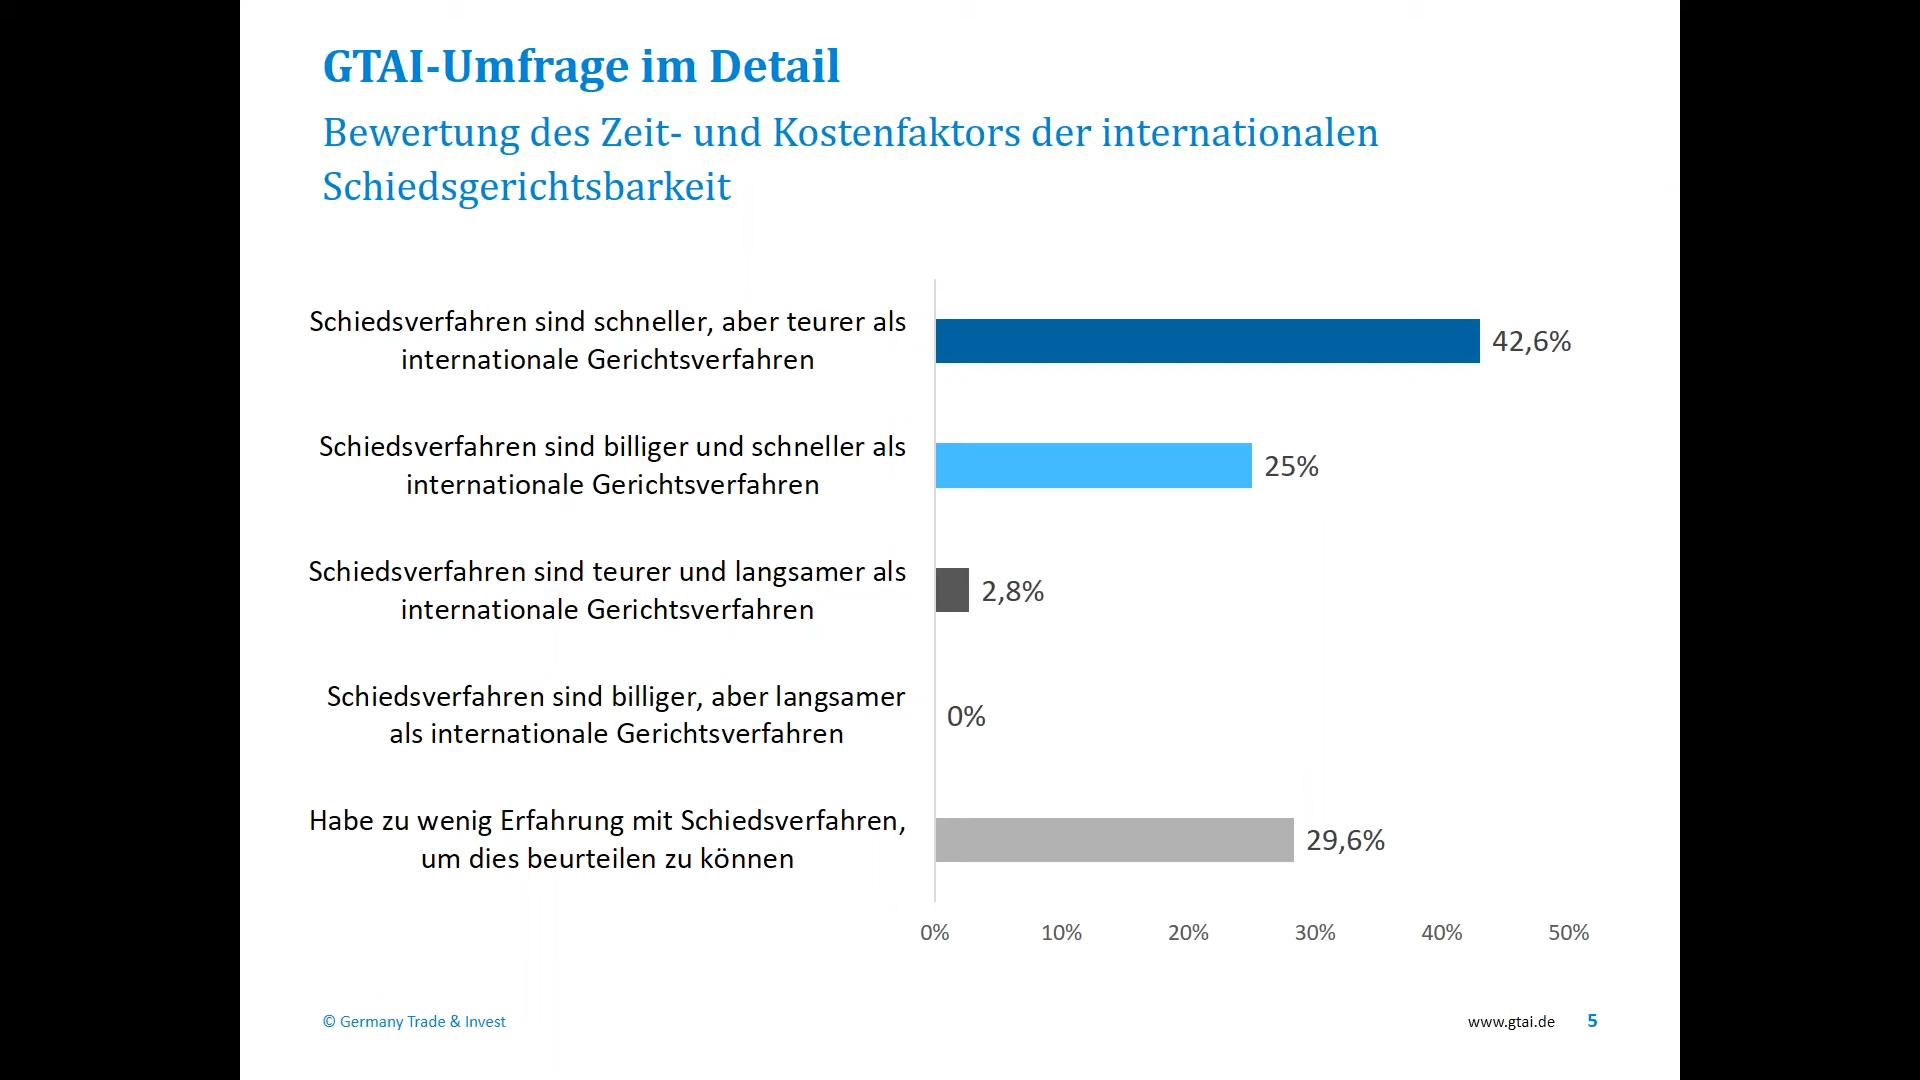 GTAI-Umfrage im Detail
Bewertung des Zeit- und Kostenfaktors der internationalen
Schiedsgerichtsbarkeit
Schiedsverfahren sind schneller, aber teurer als
internationale Gerichtsverfahren
42,6%
Schiedsverfahren sind billiger und schneller als
internationale Gerichtsverfahren
25%
Schiedsverfahren sind teurer und langsamer als
internationale Gerichtsverfahren
2,8%
Schiedsverfahren sind billiger, aber langsamer
als internationale Gerichtsverfahren
0%
Habe zu wenig Erfahrung mit Schiedsverfahren,
um dies beurteilen zu können
29,6%
0% 10% 20% 30% 40% 50%
© Germany Trade & Invest
www.gtai.de 5